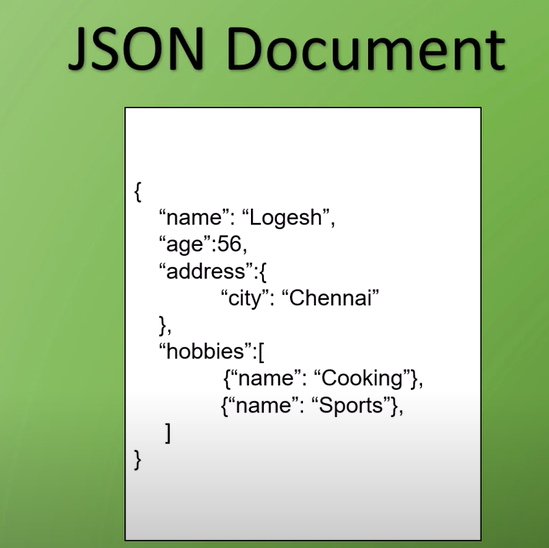 JSON Document
{
“name”: “Logesh”,
“age”:56,
“address”:{
“city”: “Chennai”
},
“hobbies”:[
{“name”: “Cooking”},
{“name”: “Sports”},
]
}